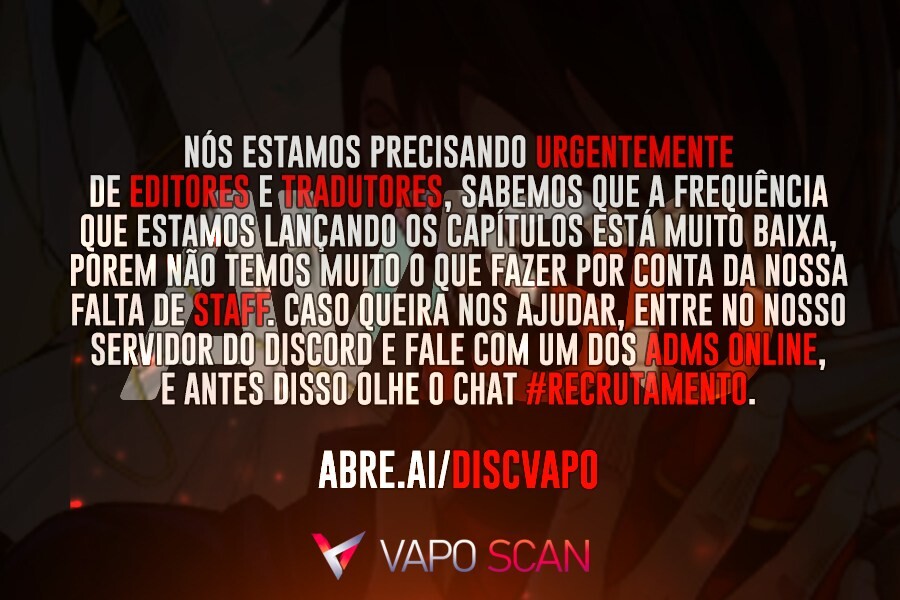 NÓS ESTAMOS PRECISANDO URGENTEMENTE
DE EDITORES E TRADUTORES, SABEMOS QUE A FREQUÊNCIA
QUE ESTAMOS LANÇANDO OS CAPÍTULOS ESTÁ MUITO BAIXA,
POREM NÃO TEMOS MUITO O QUE FAZER POR CONTA DA NOSSA
FALTA DE STAFF. CASO QUEIRA NOS AJUDAR, ENTRE NO NOSSO
SERVIDOR DO DISCORD E FALE COM UM DOS ADMS ONLINE,
E ANTES DISSO OLHE O CHAT #RECRUTAMENTO.
ABRE.AI/DISCVAPO
VAPO SCAN